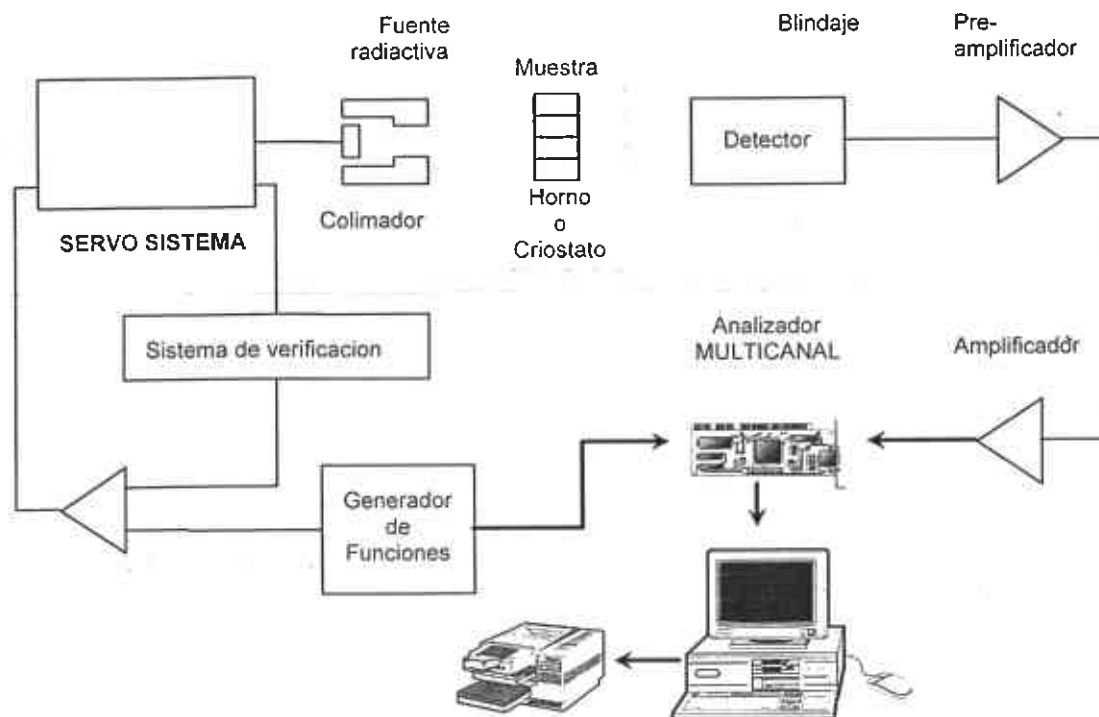 Fuente
radiactiva
Blindaje
Pre-
amplificador
Muestra
Detector
Horno
o
Criostato
Colimador
SERVO SISTEMA
Sistema de verificacion
Analizador
MULTICANAL
Amplificador
Generador
de
Funciones